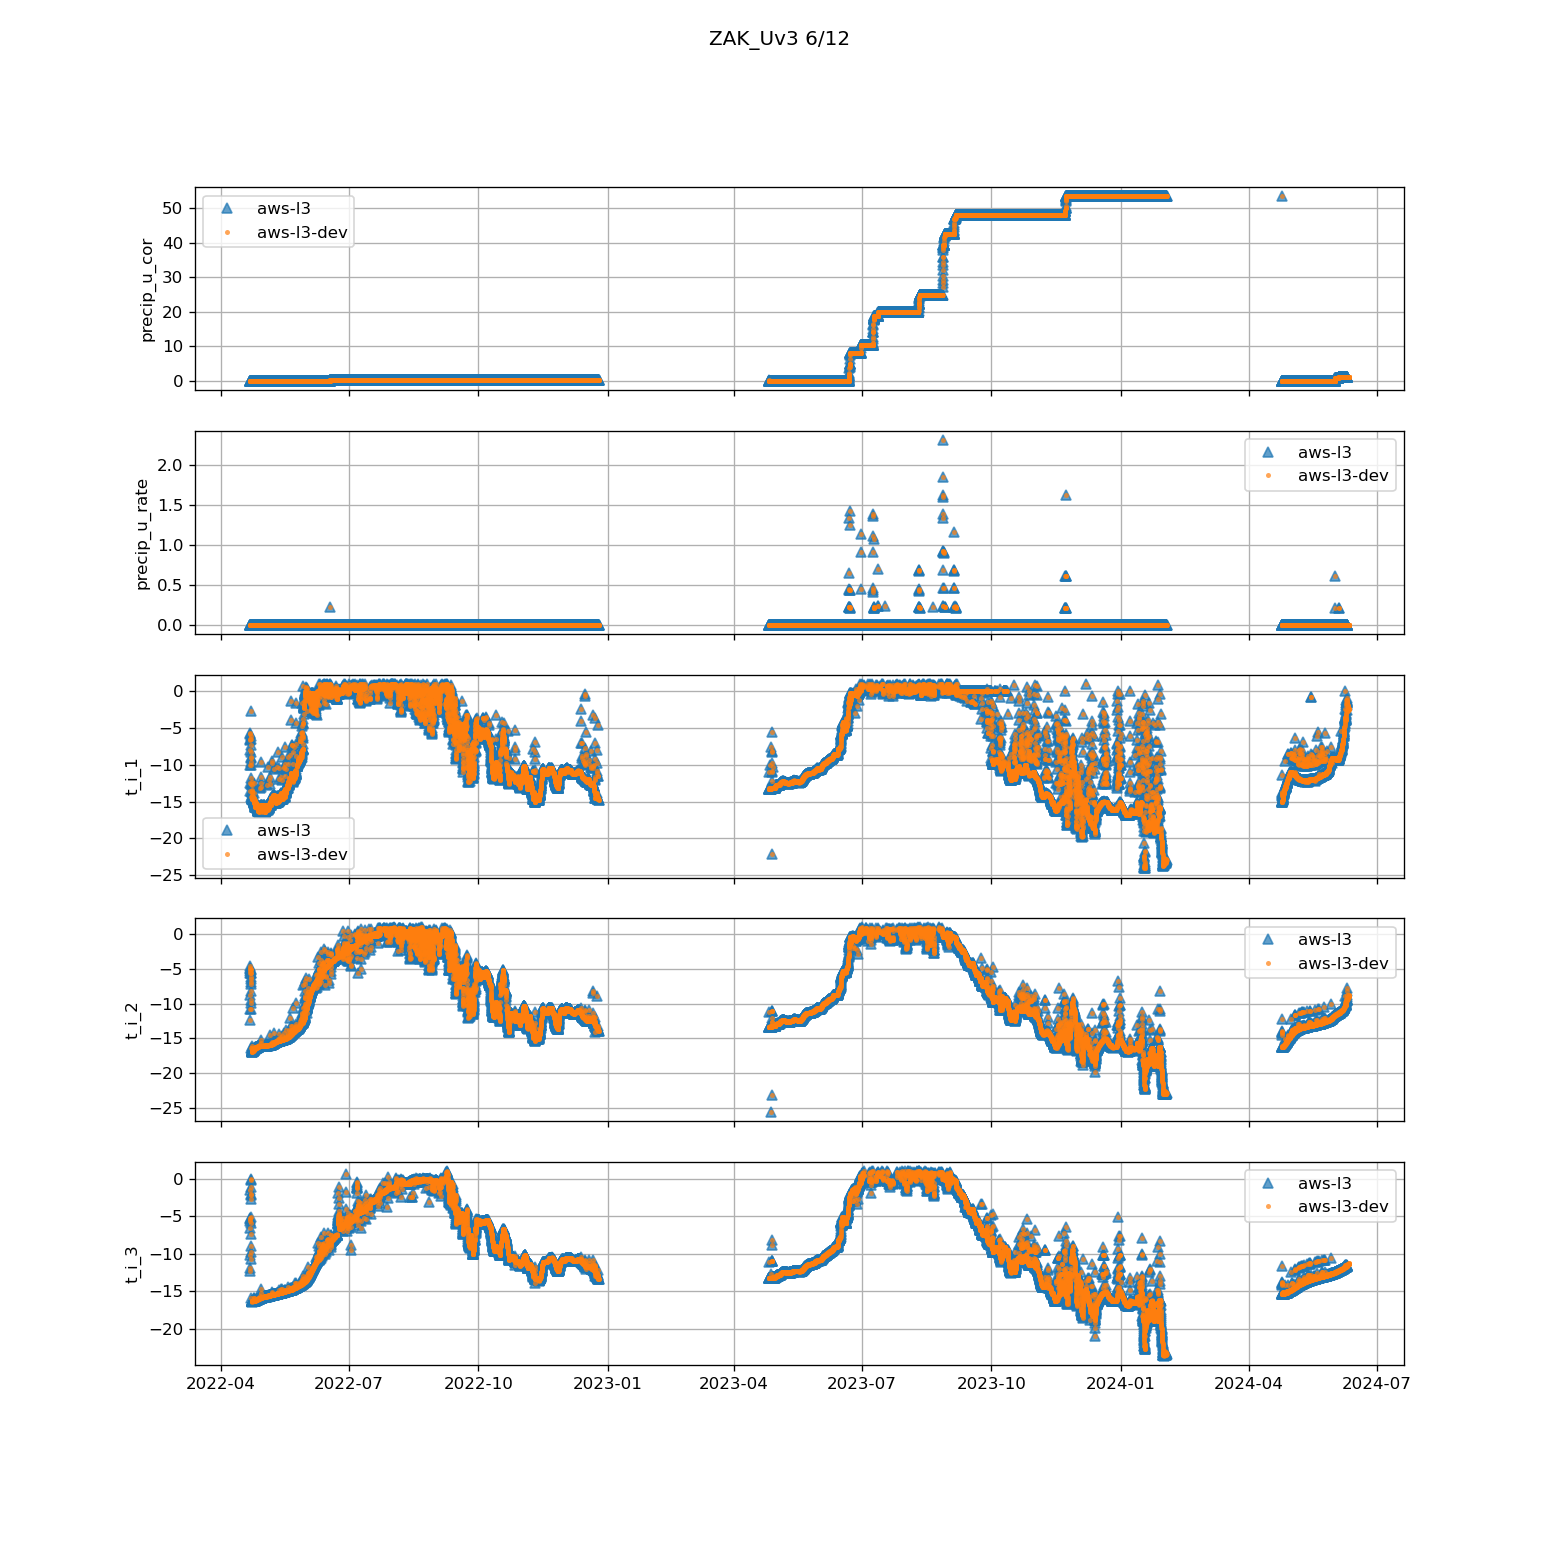 ZAK_Uv3 6/12
precip_u_cor
50
40
30
20
10
0
aws-l3
aws-l3-dev
precip_u_rate
2.0
1.5
1.0
0.5
0.0
aws-l3
aws-l3-dev
t_i_1
0
−5
−10
−15
−20
−25
aws-l3
aws-l3-dev
t_i_2
0
−5
−10
−15
−20
−25
aws-l3
aws-l3-dev
t_i_3
0
−5
−10
−15
−20
aws-l3
aws-l3-dev
2022-04 2022-07 2022-10 2023-01 2023-04 2023-07 2023-10 2024-01 2024-04 2024-07